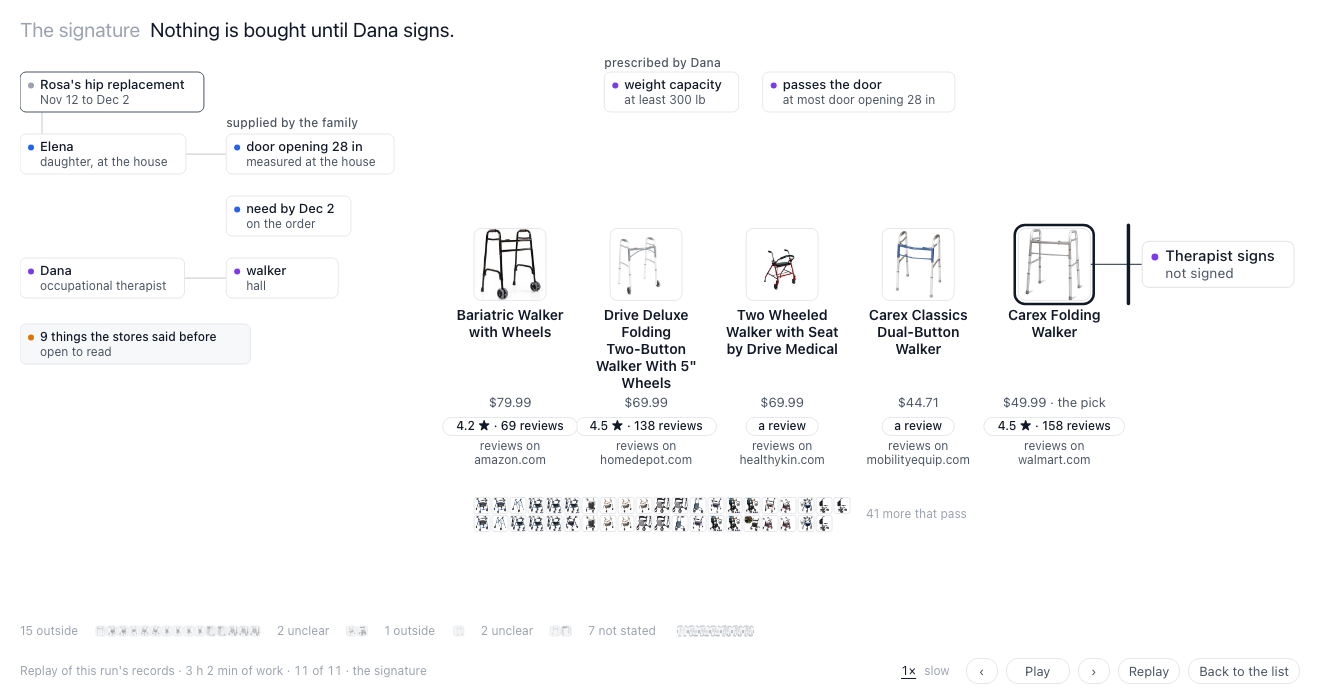 The signature Nothing is bought until Dana signs.
Rosa's hip replacement
Nov 12 to Dec 2
prescribed by Dana
weight capacity
at least 300 lb
passes the door
at most door opening 28 in
supplied by the family
Elena
daughter, at the house
door opening 28 in
measured at the house
need by Dec 2
on the order
Dana
occupational therapist
walker
hall
9 things the stores said before
open to read
Therapist signs
not signed
Bariatric Walker
with Wheels
$79.99
4.2 ★ · 69 reviews
reviews on
amazon.com
Drive Deluxe
Folding
Two-Button
Walker With 5"
Wheels
$69.99
4.5 ★ · 138 reviews
reviews on
homedepot.com
Two Wheeled
Walker with Seat
by Drive Medical
$69.99
a review
reviews on
healthykin.com
Carex Classics
Dual-Button
Walker
$44.71
a review
reviews on
mobilityequip.com
Carex Folding
Walker
$49.99 · the pick
4.5 ★ · 158 reviews
reviews on
walmart.com
41 more that pass
15 outside 2 unclear 1 outside 2 unclear 7 not stated
Replay of this run's records · 3 h 2 min of work · 11 of 11 · the signature
1× slow ‹ Play › Replay Back to the list